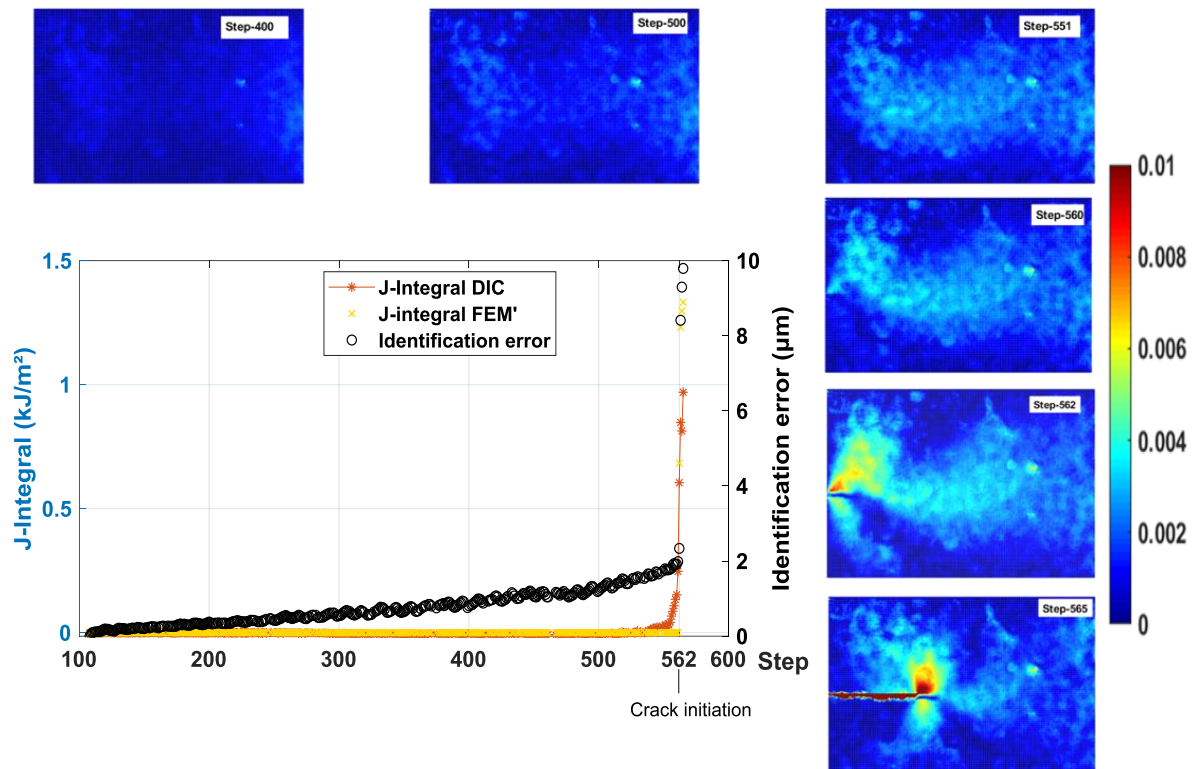 Step-400
Step-500
Step-551
Step-560
Step-562
Step-565
0.01
0.008
0.006
0.004
0.002
0
J-Integral (kJ/m²)
1.5
1
0.5
0
J-Integral DIC
J-integral FEM'
Identification error
10
8
6
4
2
0
Identification error (μm)
100 200 300 400 500 562 600 Step
Crack initiation